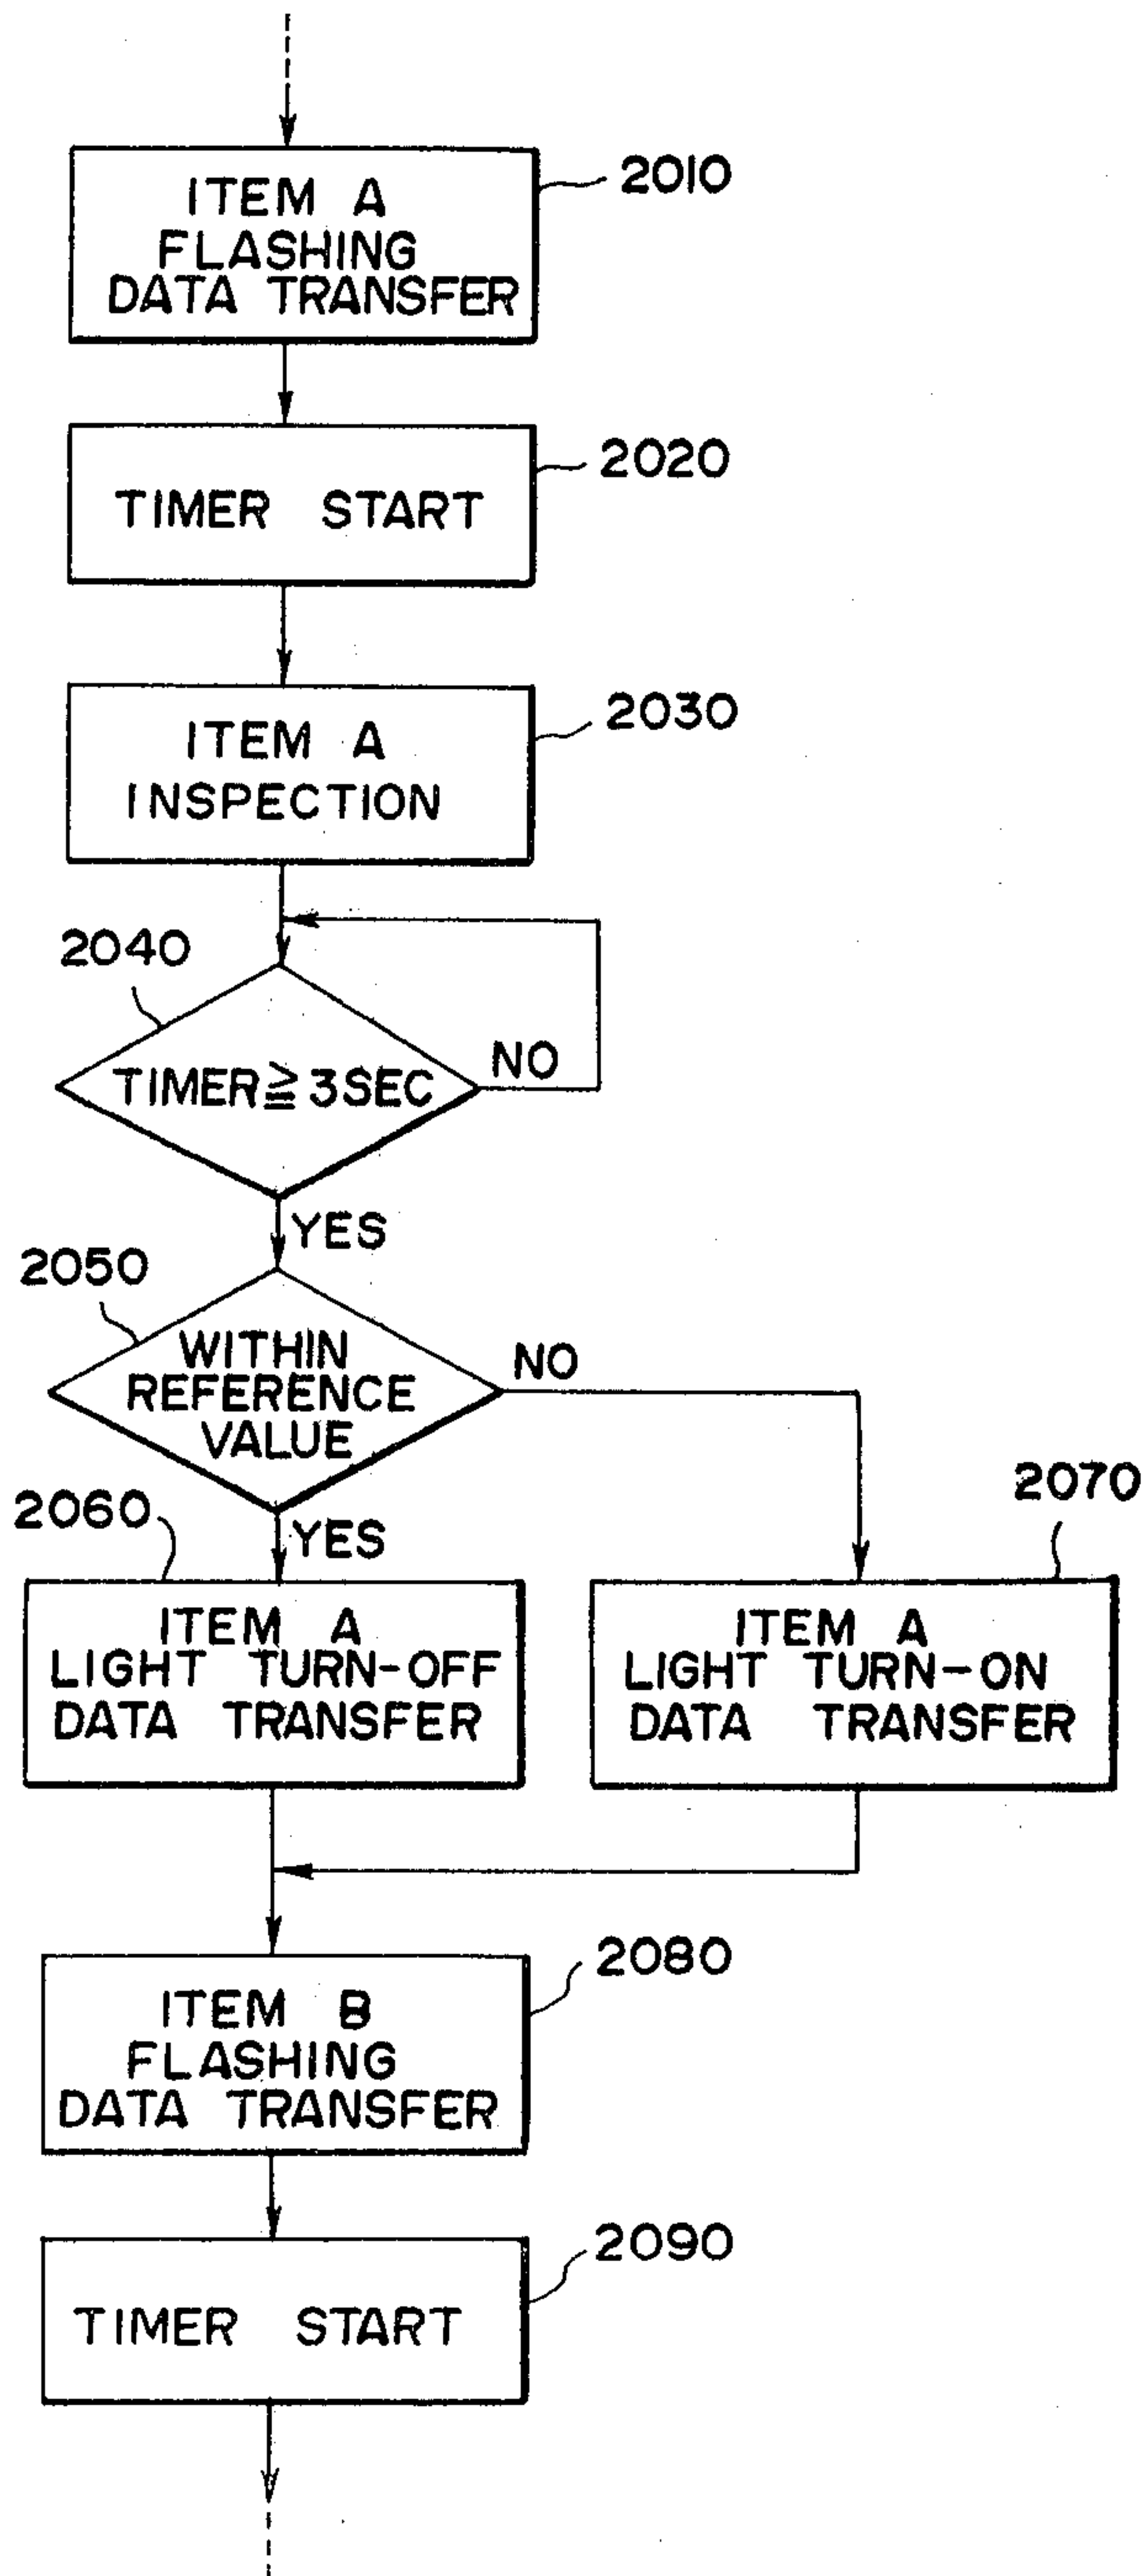 ITEM A
FLASHING
DATA TRANSFER
2010
TIMER START
2020
ITEM A
INSPECTION
2030
2040
TIMER ≧ 3SEC
NO
YES
2050
WITHIN
REFERENCE
VALUE
NO
YES
2060
ITEM A
LIGHT TURN-OFF
DATA TRANSFER
2070
ITEM A
LIGHT TURN-ON
DATA TRANSFER
ITEM B
FLASHING
DATA TRANSFER
2080
TIMER START
2090